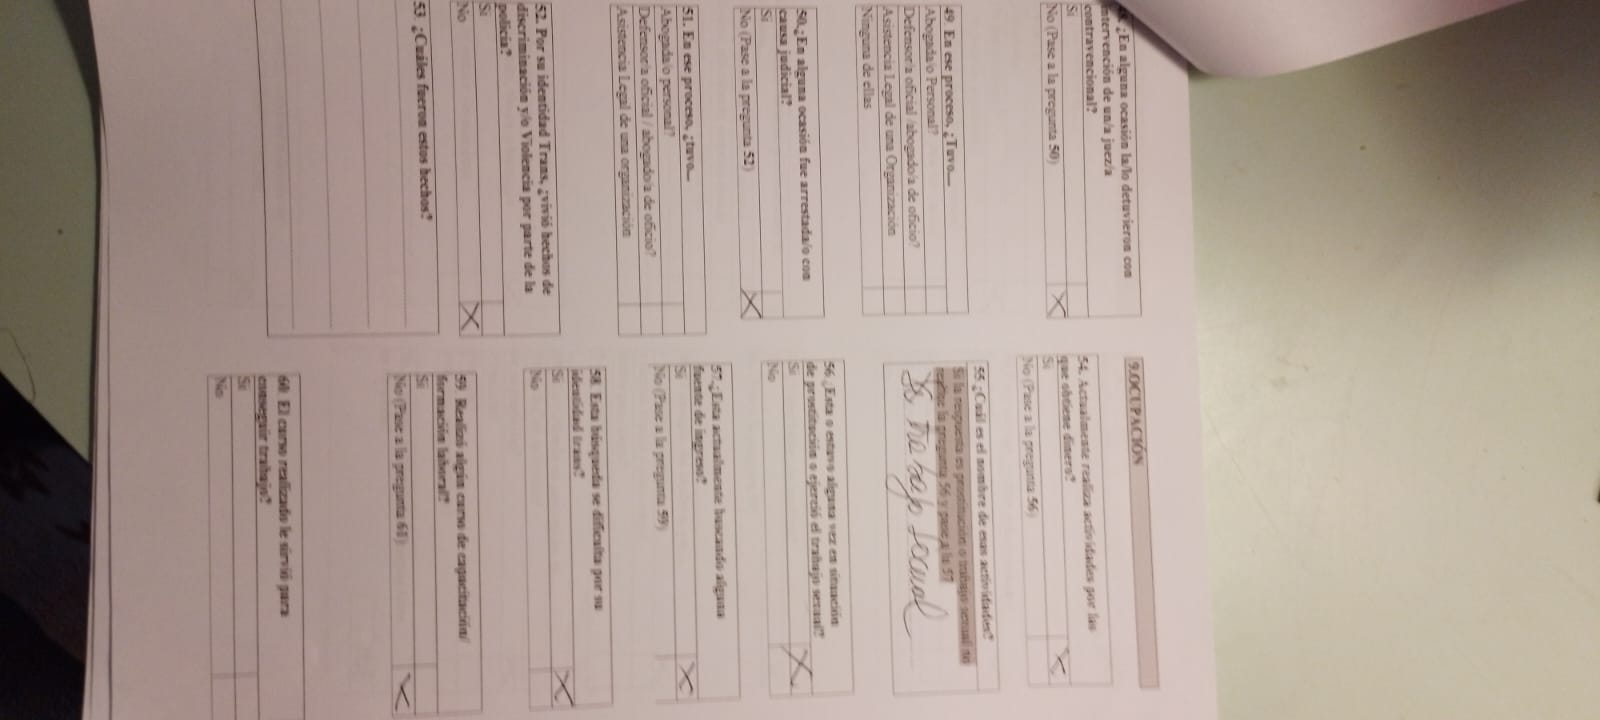 ¿En alguna ocasión la/lo detuvieron con
intervención de un/a juez/a
contravencional?
Si
No (Pase a la pregunta 50) X
49. En ese proceso, ¿Tuvo...
Abogada/o Personal?
Defensor/a oficial /abogado/a de oficio?
Asistencia Legal de una Organización
Ninguna de ellas
50.¿En alguna ocasión fue arrestada/o con
causa judicial?
Si
No (Pase a la pregunta 52) X
51. En ese proceso, ¿tuvo...
Abogada/o personal?
Defensor/a oficial / abogado/a de oficio?
Asistencia Legal de una organización
52. Por su identidad Trans, ¿vivió hechos de
discriminación y/o Violencia por parte de la
policía?
Si
No X
53. ¿Cuáles fueron estos hechos?
9.OCUPACIÓN
54. Actualmente realiza actividades por las
que obtiene dinero?
Si X
No (Pase a la pregunta 56)
55.¿Cuál es el nombre de esas actividades?
Si la respuesta es prostitución o trabajo sexual no
realice la pregunta 56 y pase a la 57
trabajo sexual
56.¿Esta o estuvo alguna vez en situación
de prostitución o ejerció el trabajo sexual?
Si X
No
57.¿Esta actualmente buscando alguna
fuente de ingreso?
Si X
No (Pase a la pregunta 59)
58. Esta búsqueda se dificulta por su
identidad trans?
Si X
No
59. Realizó algún curso de capacitación/
formación laboral?
Si
No (Pase a la pregunta 61) X
60. El curso realizado le sirvió para
conseguir trabajo?
Si
No